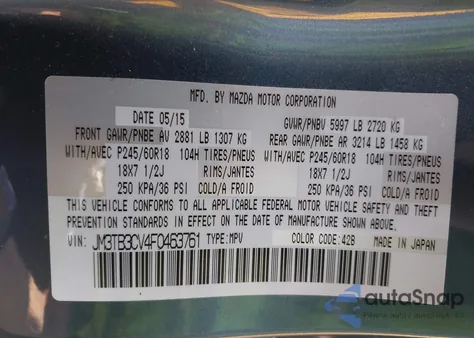 MFD. BY MAZDA MOTOR CORPORATION
DATE 05/15 GVWR/PNBV 5997 LB 2720 KG
FRONT GAWR/PNBE AV 2881 LB 1307 KG REAR GAWR/PNBE AR 3214 LB 1458 KG
WITH/AVEC P245/60R18 104H TIRES/PNEUS WITH/AVEC P245/60R18 104H TIRES/PNEUS
18X7 1/2J RIMS/JANTES 18X7 1/2J RIMS/JANTES
250 KPA/36 PSI COLD/A FROID 250 KPA/36 PSI COLD/A FROID
THIS VEHICLE CONFORMS TO ALL APPLICABLE FEDERAL MOTOR VEHICLE SAFETY AND THEFT
PREVENTION STANDARDS IN EFFECT ON THE DATE OF MANUFACTURE SHOWN ABOVE.
VIN: JM3TB3CV4F0463761 TYPE:MPV COLOR CODE:42B MADE IN JAPAN
autoSnap